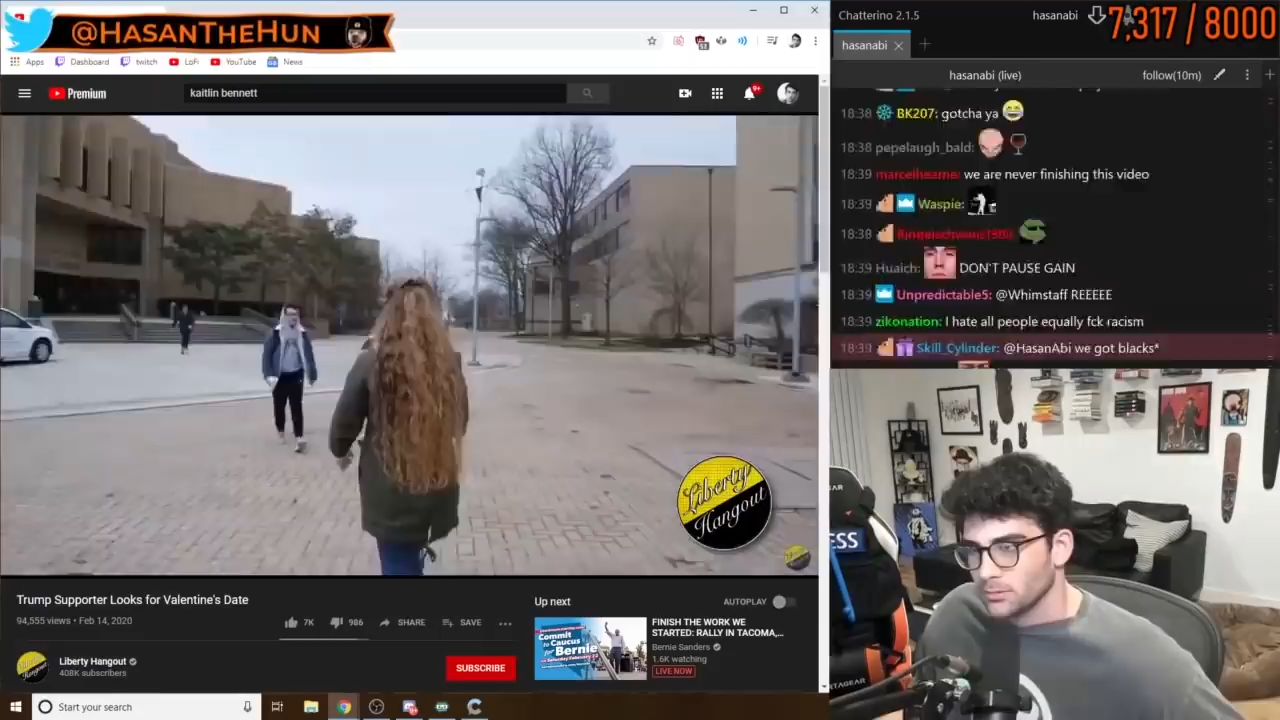 @HASANTHEHUN
Apps Dashboard twitch LoFi YouTube News
Premium
kaitlin bennett
9+
Liberty
Hangout
Trump Supporter Looks for Valentine's Date
94,555 views • Feb 14, 2020
7K 986 SHARE SAVE
Liberty Hangout
408K subscribers
SUBSCRIBE
Up next
AUTOPLAY
Commit
to Caucus
for Bernie
FINISH THE WORK WE
STARTED: RALLY IN TACOMA,...
Bernie Sanders
1.6K watching
LIVE NOW
Start your search
Chatterino 2.1.5
hasanabi
7,317 / 8000
hasanabi
hasanabi (live)
follow(10m)
18:38 BK207: gotcha ya
18:38 pepelaugh_bald:
18:39 marcelhearne: we are never finishing this video
18:39 Waspie:
18:38
18:39 Huaich: DON'T PAUSE GAIN
18:39 Unpredictable5: @Whimstaff REEEEE
18:39 zikonation: I hate all people equally fck racism
18:39 Skill_Cylinder: @HasanAbi we got blacks*
ESS